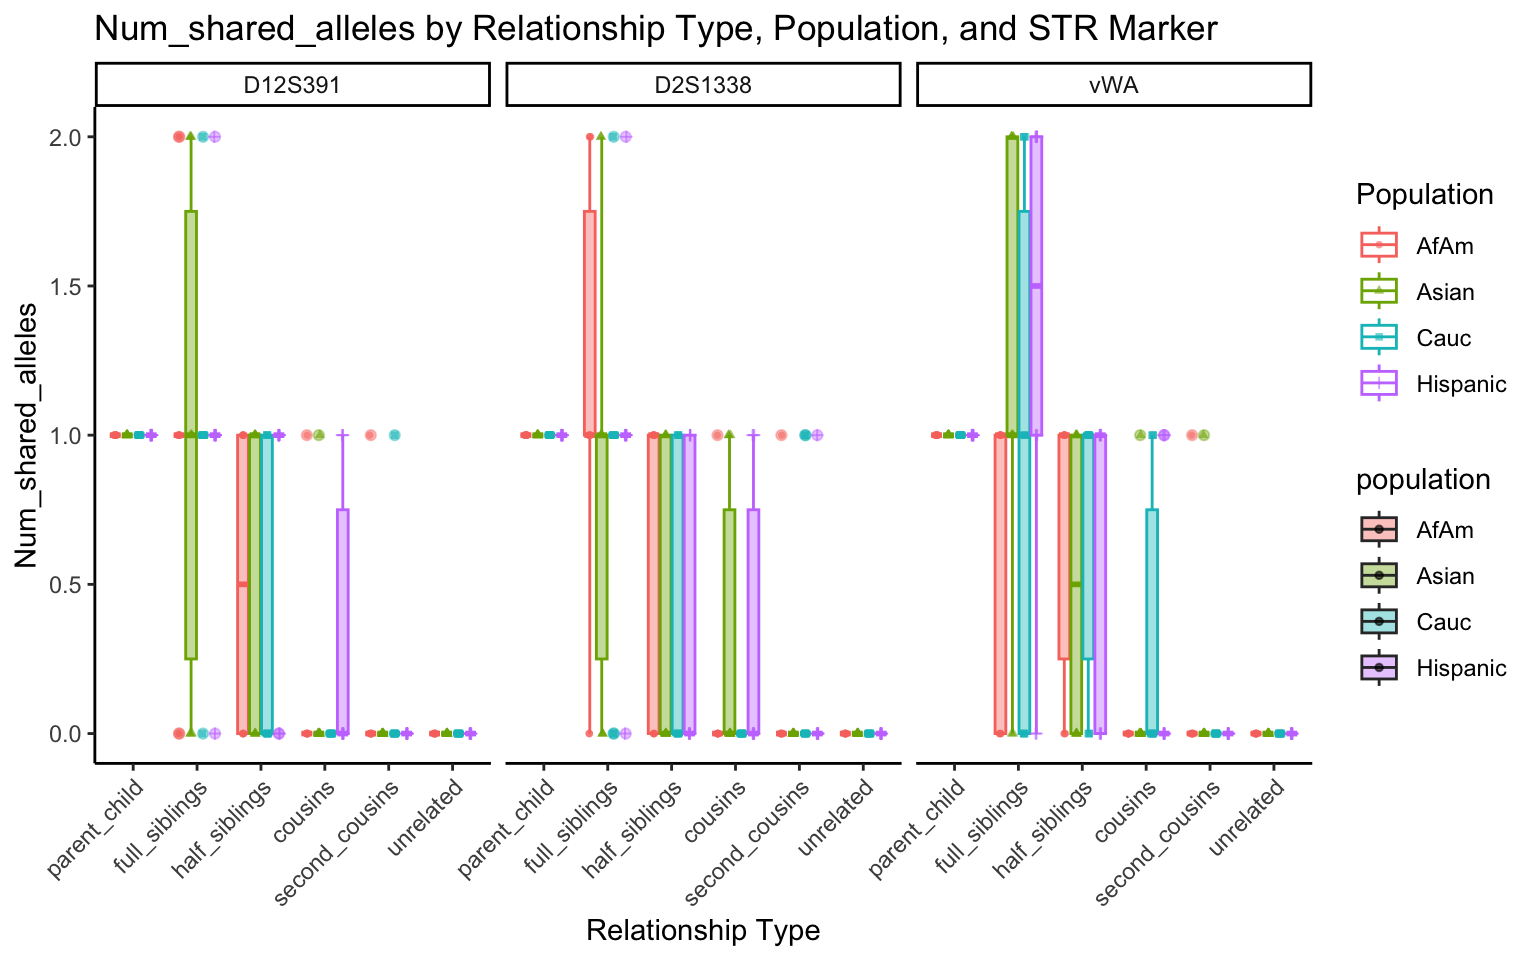 Num_shared_alleles by Relationship Type, Population, and STR Marker
D12S391
D2S1338
vWA
2.0
1.5
1.0
0.5
0.0
Num_shared_alleles
parent_child
full_siblings
half_siblings
cousins
second_cousins
unrelated
parent_child
full_siblings
half_siblings
cousins
second_cousins
unrelated
parent_child
full_siblings
half_siblings
cousins
second_cousins
unrelated
Relationship Type
Population
AfAm
Asian
Cauc
Hispanic
population
AfAm
Asian
Cauc
Hispanic